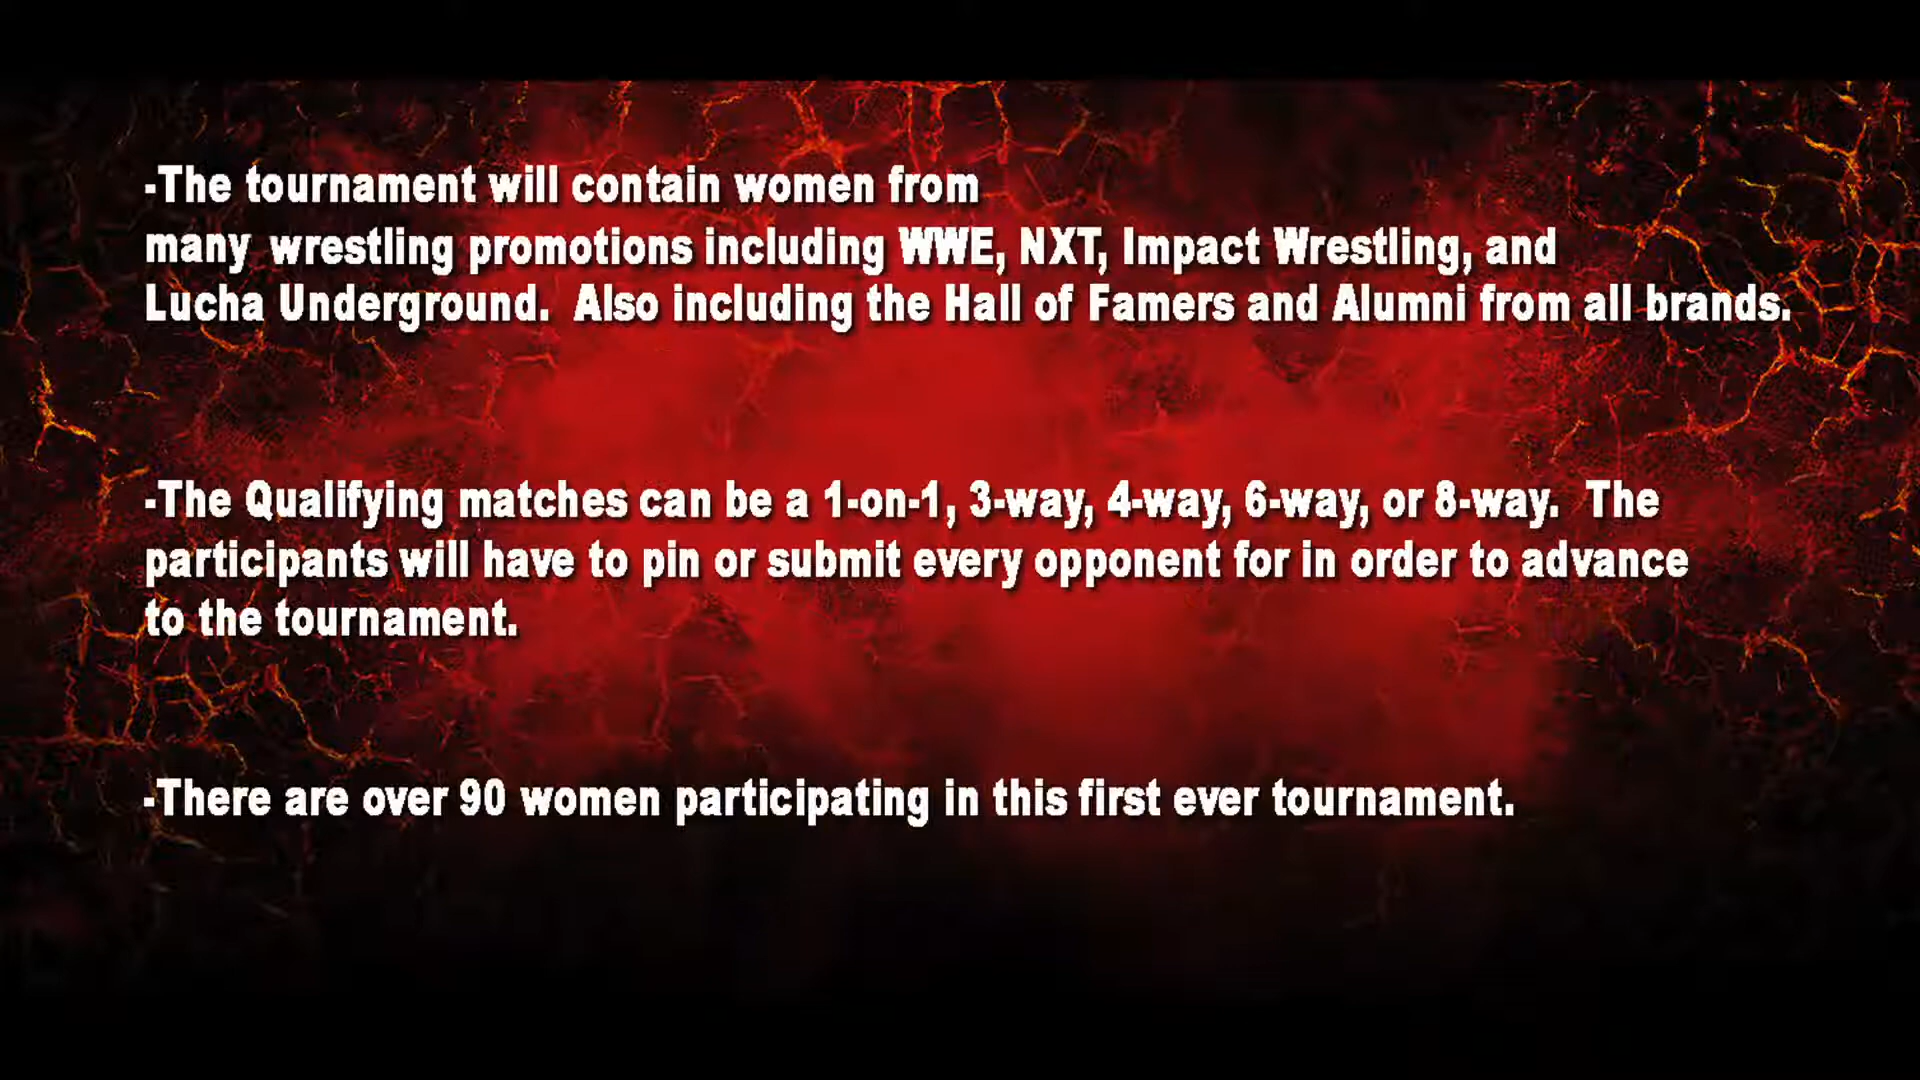 -The tournament will contain women from
many wrestling promotions including WWE, NXT, Impact Wrestling, and
Lucha Underground.  Also including the Hall of Famers and Alumni from all brands.
-The Qualifying matches can be a 1-on-1, 3-way, 4-way, 6-way, or 8-way.  The
participants will have to pin or submit every opponent for in order to advance
to the tournament.
-There are over 90 women participating in this first ever tournament.